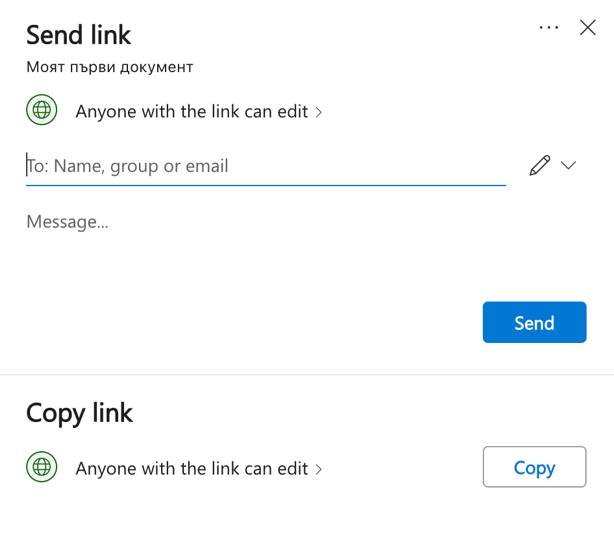 Send link
Моят първи документ
Anyone with the link can edit
To: Name, group or email
Message...
Send
Copy link
Anyone with the link can edit
Copy